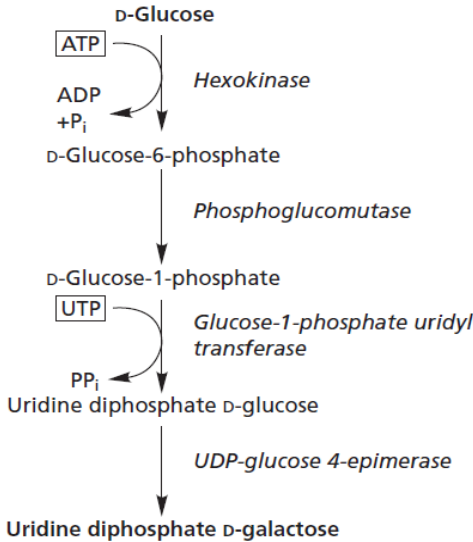 D-Glucose
ATP
Hexokinase
ADP
+Pi
D-Glucose-6-phosphate
Phosphoglucomutase
D-Glucose-1-phosphate
UTP
Glucose-1-phosphate uridyl
transferase
PPi
Uridine diphosphate D-glucose
UDP-glucose 4-epimerase
Uridine diphosphate D-galactose